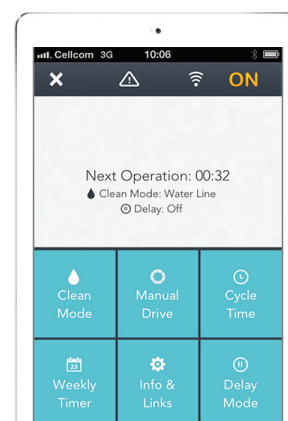 Cellcom 3G 10:06
ON
Next Operation: 00:32
Clean Mode: Water Line
Delay: Off
Clean Mode
Manual Drive
Cycle Time
23
Weekly Timer
Info & Links
Delay Mode